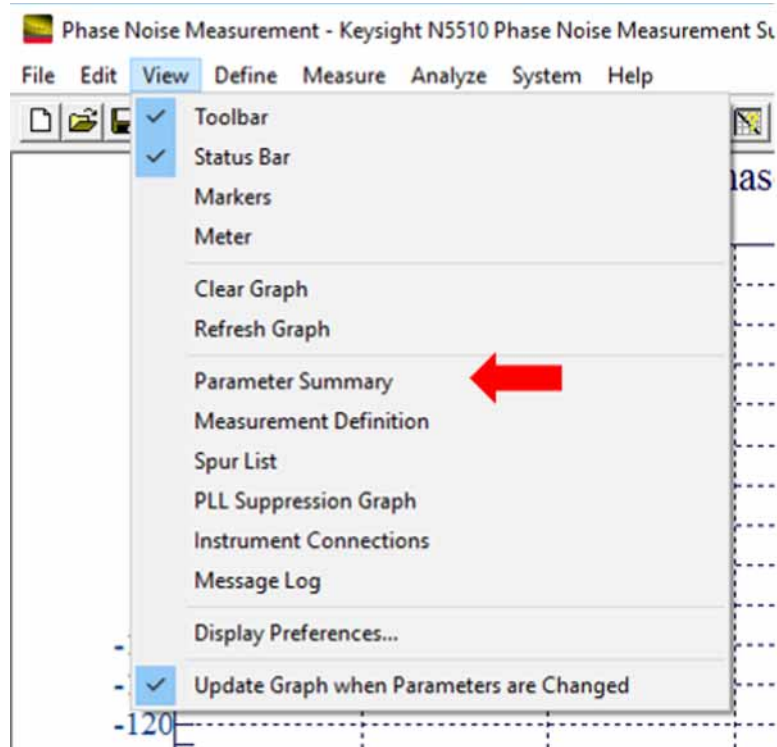 Phase Noise Measurement - Keysight N5510 Phase Noise Measurement Su
File Edit View Define Measure Analyze System Help
Toolbar
Status Bar
Markers
Meter
Clear Graph
Refresh Graph
Parameter Summary
Measurement Definition
Spur List
PLL Suppression Graph
Instrument Connections
Message Log
Display Preferences...
Update Graph when Parameters are Changed
-120